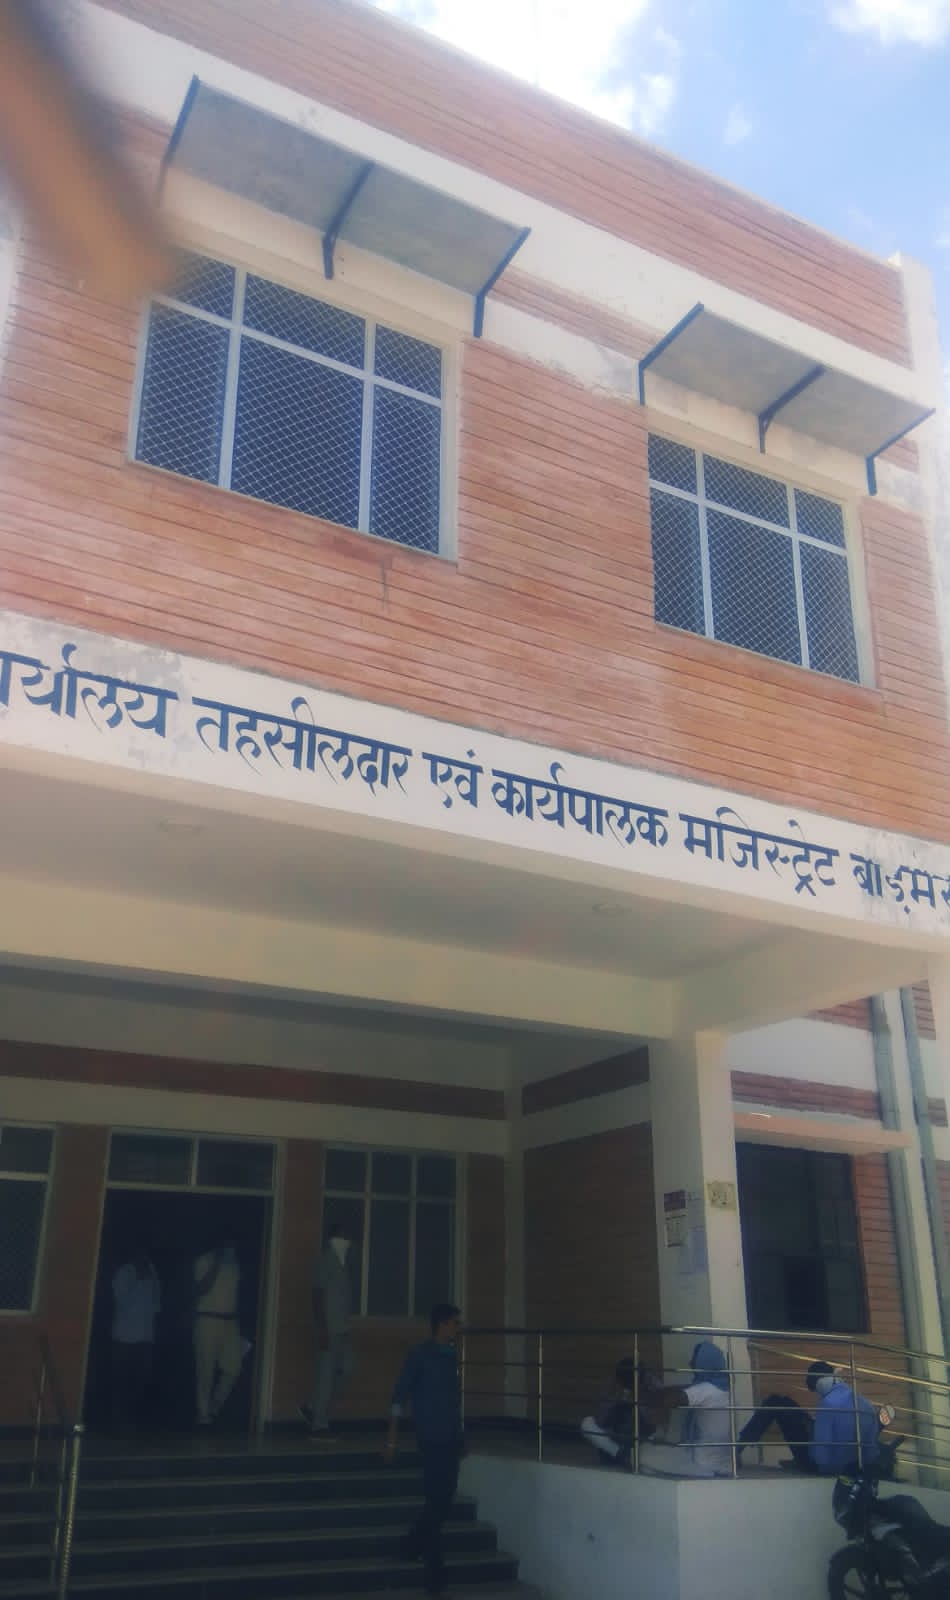 कार्यालय तहसीलदार एवं कार्यपालक मजिस्ट्रेट बाड़मेर